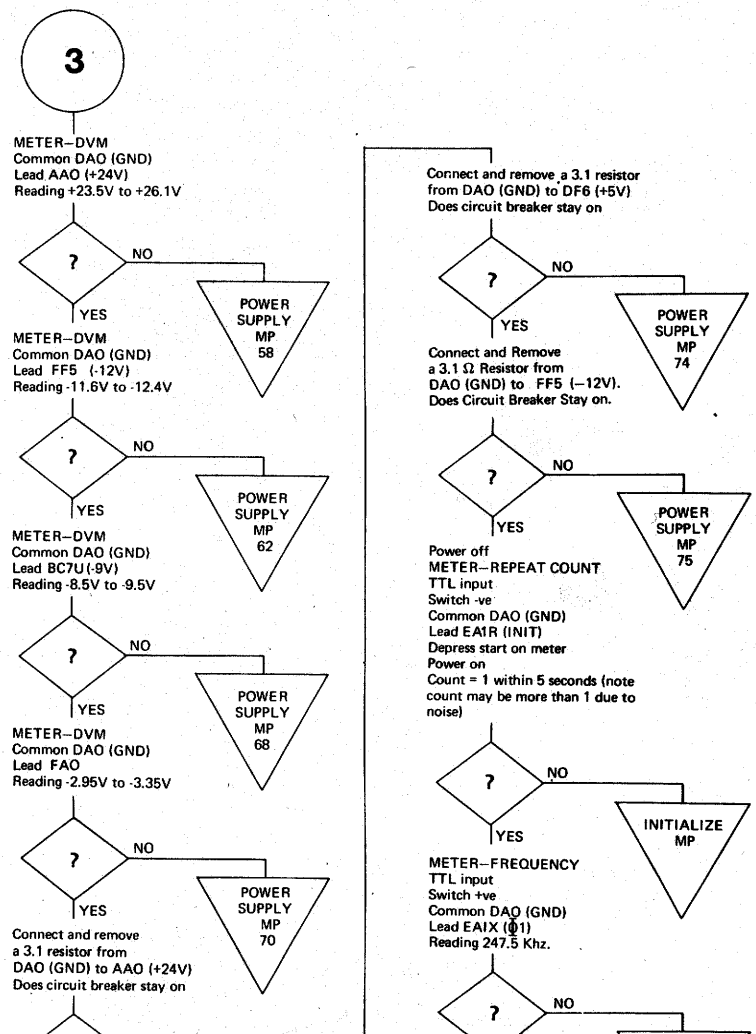 3
METER–DVM
Common DAO (GND)
Lead AAO (+24V)
Reading +23.5V to +26.1V
?
NO
POWER
SUPPLY
MP
58
YES
METER–DVM
Common DAO (GND)
Lead FF5 (-12V)
Reading -11.6V to -12.4V
?
NO
POWER
SUPPLY
MP
62
YES
METER–DVM
Common DAO (GND)
Lead BC7U (-9V)
Reading -8.5V to -9.5V
?
NO
POWER
SUPPLY
MP
68
YES
METER–DVM
Common DAO (GND)
Lead FAO
Reading -2.95V to -3.35V
?
NO
POWER
SUPPLY
MP
70
YES
Connect and remove
a 3.1 resistor from
DAO (GND) to AAO (+24V)
Does circuit breaker stay on
Connect and remove a 3.1 resistor
from DAO (GND) to DF6 (+5V)
Does circuit breaker stay on
?
NO
POWER
SUPPLY
MP
74
YES
Connect and Remove
a 3.1 Ω Resistor from
DAO (GND) to FF5 (–12V).
Does Circuit Breaker Stay on.
?
NO
POWER
SUPPLY
MP
75
YES
Power off
METER–REPEAT COUNT
TTL input
Switch -ve
Common DAO (GND)
Lead EA1R (INIT)
Depress start on meter
Power on
Count = 1 within 5 seconds (note
count may be more than 1 due to
noise)
?
NO
INITIALIZE
MP
YES
METER–FREQUENCY
TTL input
Switch +ve
Common DAO (GND)
Lead EAIX (Φ1)
Reading 247.5 Khz.
?
NO